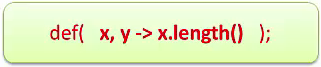 def( x, y -> x.length() );